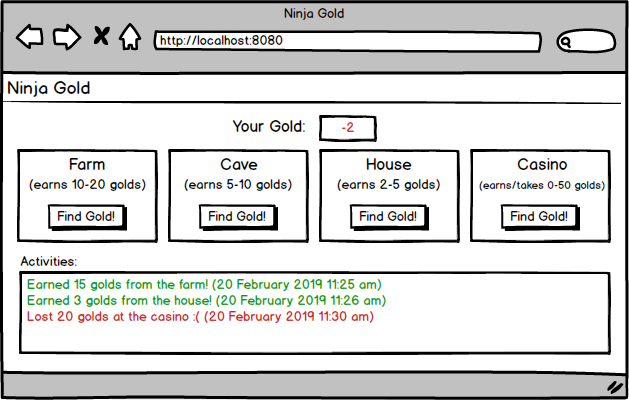 Ninja Gold
http://localhost:8080
Ninja Gold
Your Gold: -2
Farm
(earns 10-20 golds)
Find Gold!
Cave
(earns 5-10 golds)
Find Gold!
House
(earns 2-5 golds)
Find Gold!
Casino
(earns/takes 0-50 golds)
Find Gold!
Activities:
Earned 15 golds from the farm! (20 February 2019 11:25 am)
Earned 3 golds from the house! (20 February 2019 11:26 am)
Lost 20 golds at the casino :( (20 February 2019 11:30 am)